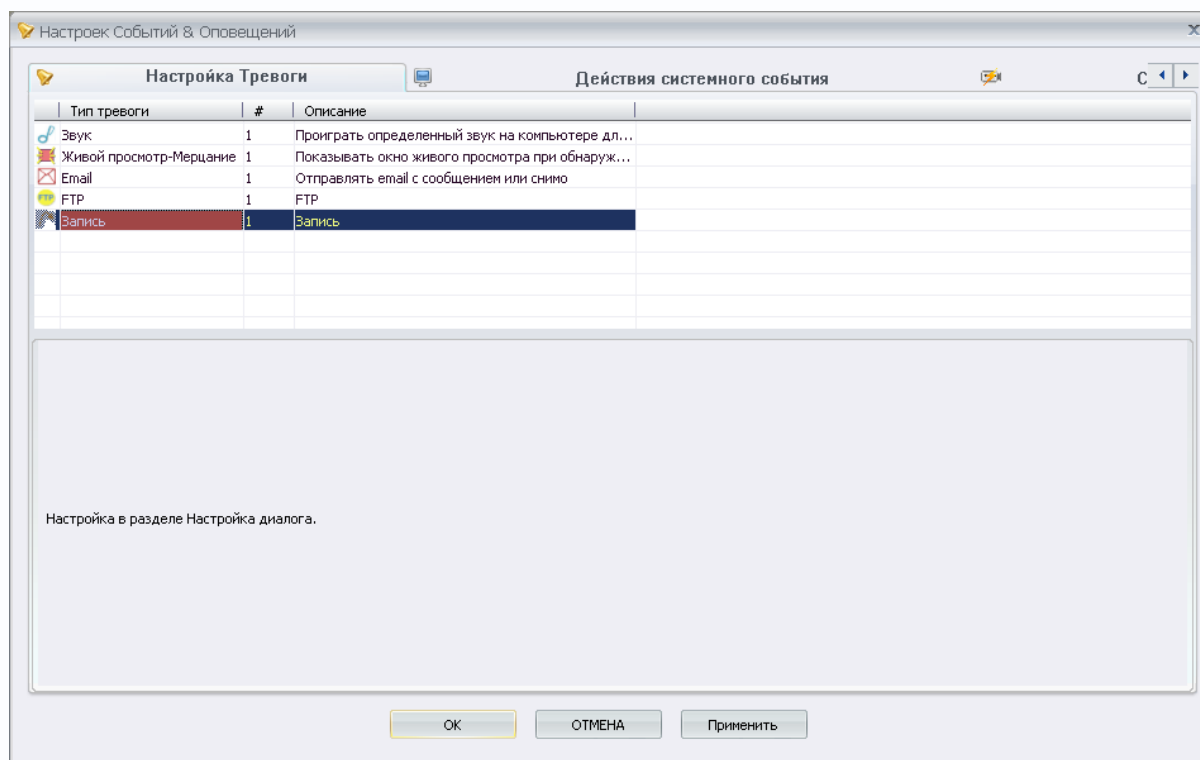 Настроек Событий & Оповещений
Настройка Тревоги Действия системного события С
Тип тревоги # Описание
Звук 1 Проиграть определенный звук на компьютере дл...
Живой просмотр-Мерцание 1 Показывать окно живого просмотра при обнаруж...
Email 1 Отправлять email с сообщением или снимо
FTP FTP 1 FTP
Запись 1 Запись
Настройка в разделе Настройка диалога.
OK ОТМЕНА Применить